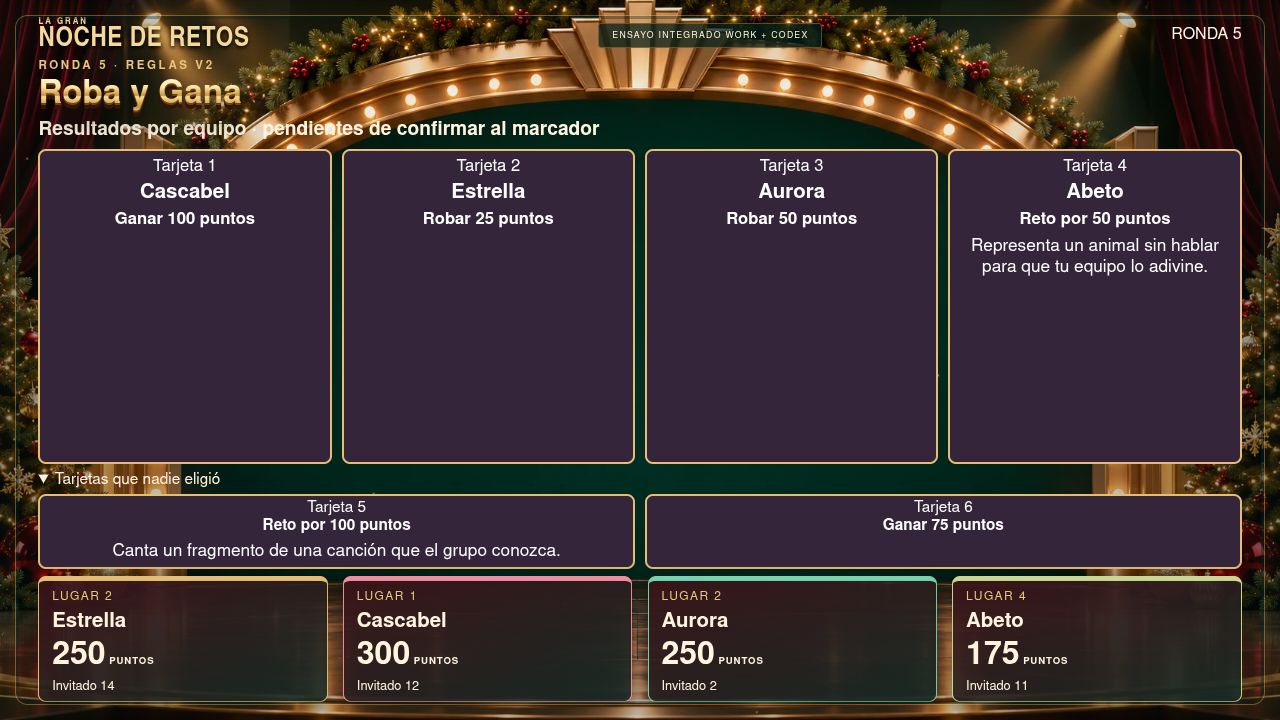 LA GRAN
NOCHE DE RETOS
ENSAYO INTEGRADO WORK + CODEX
RONDA 5
RONDA 5 · REGLAS V2
Roba y Gana
Resultados por equipo · pendientes de confirmar al marcador
Tarjeta 1
Cascabel
Ganar 100 puntos
Tarjeta 2
Estrella
Robar 25 puntos
Tarjeta 3
Aurora
Robar 50 puntos
Tarjeta 4
Abeto
Reto por 50 puntos
Representa un animal sin hablar
para que tu equipo lo adivine.
▼ Tarjetas que nadie eligió
Tarjeta 5
Reto por 100 puntos
Canta un fragmento de una canción que el grupo conozca.
Tarjeta 6
Ganar 75 puntos
LUGAR 2
Estrella
250 PUNTOS
Invitado 14
LUGAR 1
Cascabel
300 PUNTOS
Invitado 12
LUGAR 2
Aurora
250 PUNTOS
Invitado 2
LUGAR 4
Abeto
175 PUNTOS
Invitado 11